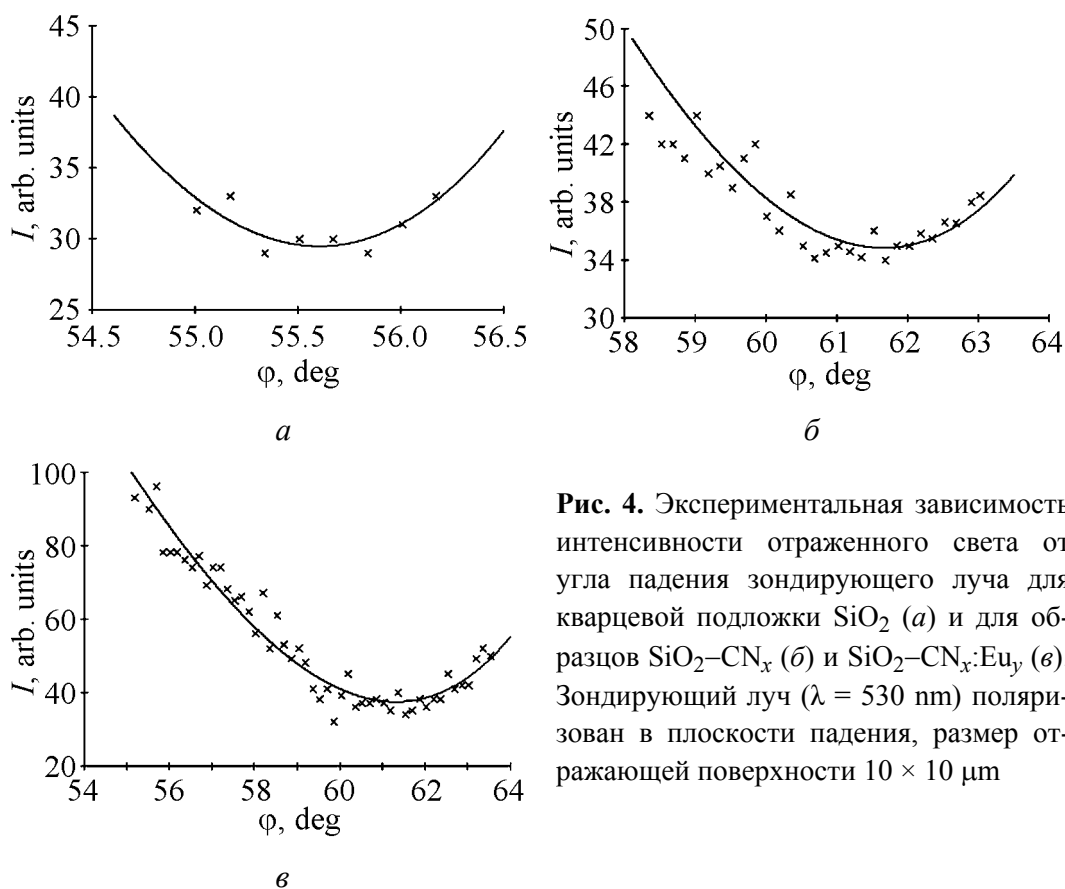 45
40
35
30
25
I, arb. units
54.5 55.0 55.5 56.0 56.5
φ, deg
а
50
46
42
38
34
30
I, arb. units
58 59 60 61 62 63 64
φ, deg
б
100
80
60
40
20
I, arb. units
54 56 58 60 62 64
φ, deg
в
Рис. 4. Экспериментальная зависимость
интенсивности отраженного света от
угла падения зондирующего луча для
кварцевой подложки SiO₂ (а) и для об-
разцов SiO₂–CNₓ (б) и SiO₂–CNₓ:Euᵧ (в).
Зондирующий луч (λ = 530 nm) поляри-
зован в плоскости падения, размер от-
ражающей поверхности 10 × 10 μm